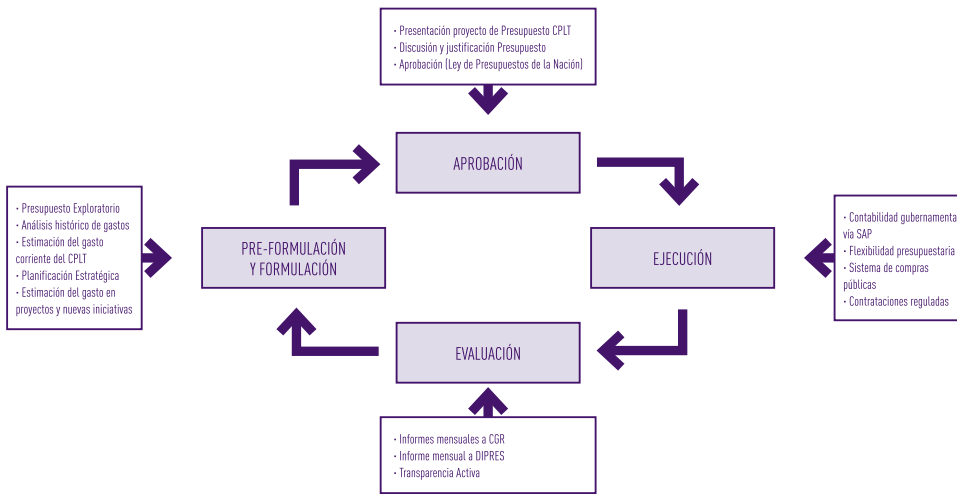 · Presentación proyecto de Presupuesto CPLT
· Discusión y justificación Presupuesto
· Aprobación (Ley de Presupuestos de la Nación)
APROBACIÓN
· Presupuesto Exploratorio
· Análisis histórico de gastos
· Estimación del gasto
corriente del CPLT
· Planificación Estratégica
· Estimación del gasto en
proyectos y nuevas iniciativas
PRE-FORMULACIÓN
Y FORMULACIÓN
EJECUCIÓN
· Contabilidad gubernamenta
vía SAP
· Flexibilidad presupuestaria
· Sistema de compras
públicas
· Contrataciones reguladas
EVALUACIÓN
· Informes mensuales a CGR
· Informe mensual a DIPRES
· Transparencia Activa